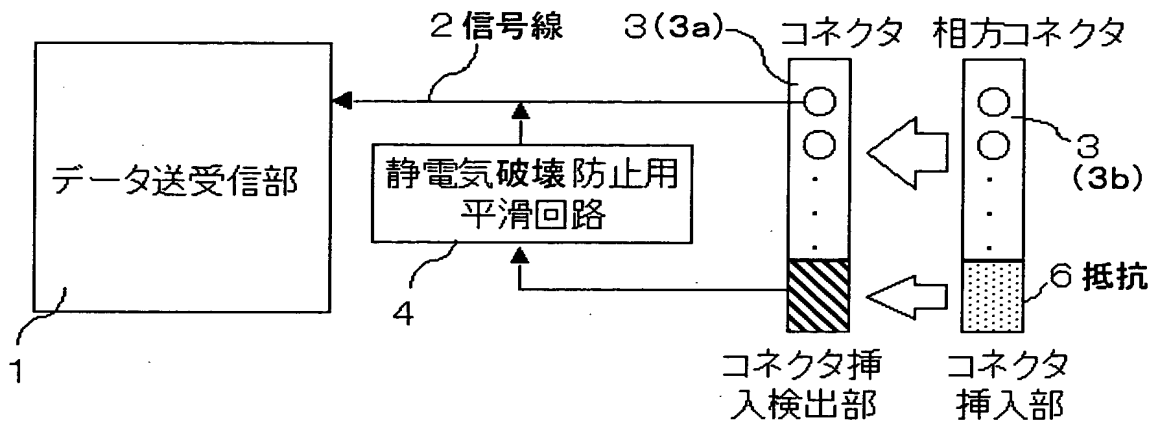 2 信号線
3(3a)
コネクタ
相方コネクタ
データ送受信部
静電気破壊防止用
平滑回路
3
(3b)
4
6 抵抗
1
コネクタ挿
入検出部
コネクタ
挿入部